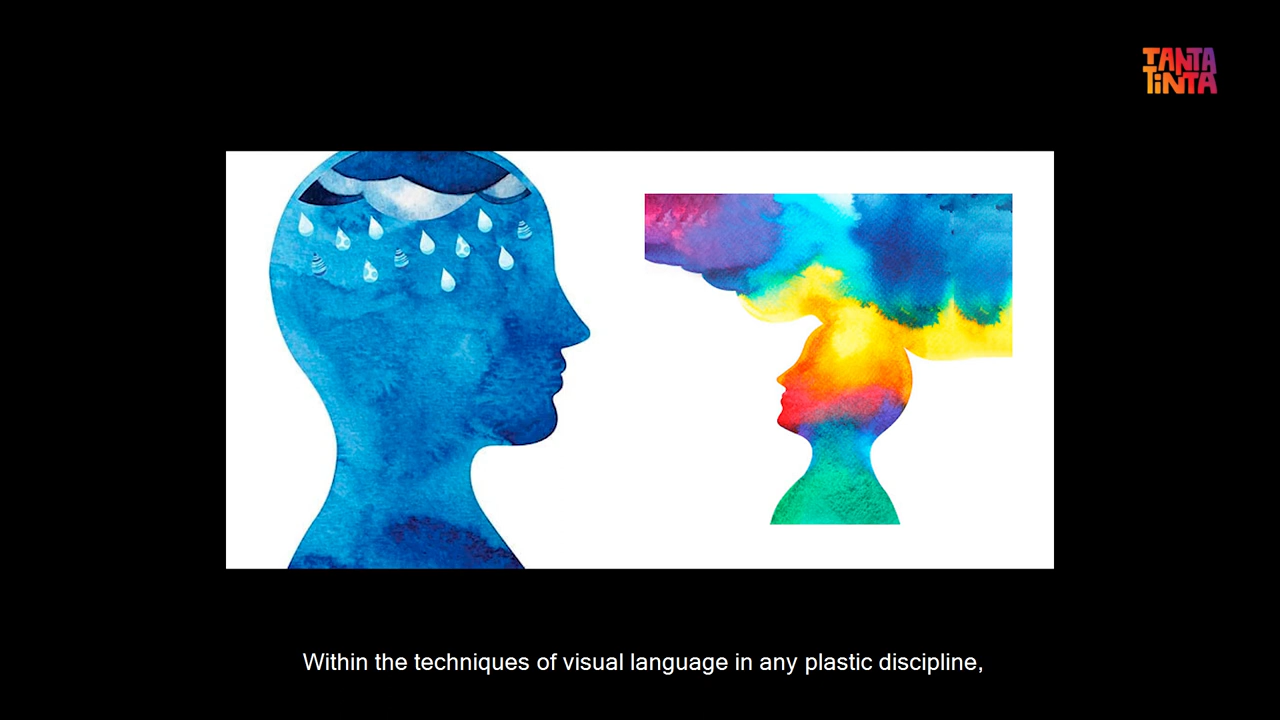 TANTA
TiNTA
Within the techniques of visual language in any plastic discipline,